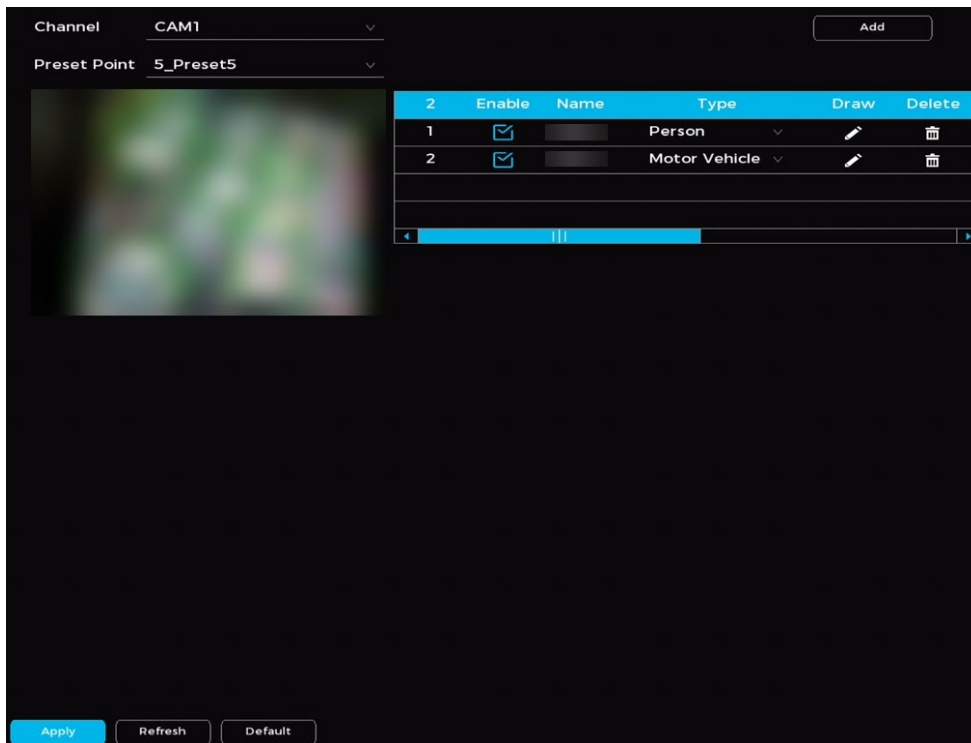 Channel CAM1 Add
Preset Point 5_Preset5
2 Enable Name Type Draw Delete
1 Person
2 Motor Vehicle
Apply Refresh Default